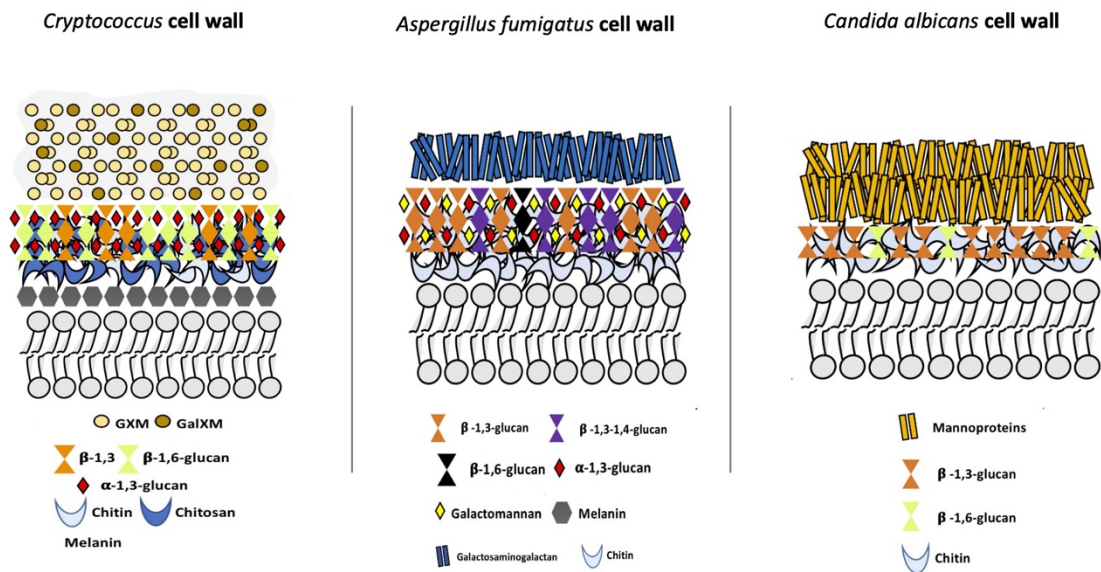 Cryptococcus cell wall
Aspergillus fumigatus cell wall
Candida albicans cell wall
GXM GalXM
β-1,3 β-1,6-glucan
α-1,3-glucan
Chitin Chitosan
Melanin
β -1,3-glucan β -1,3-1,4-glucan
β-1,6-glucan α-1,3-glucan
Galactomannan Melanin
Galactosaminogalactan Chitin
Mannoproteins
β -1,3-glucan
β -1,6-glucan
Chitin